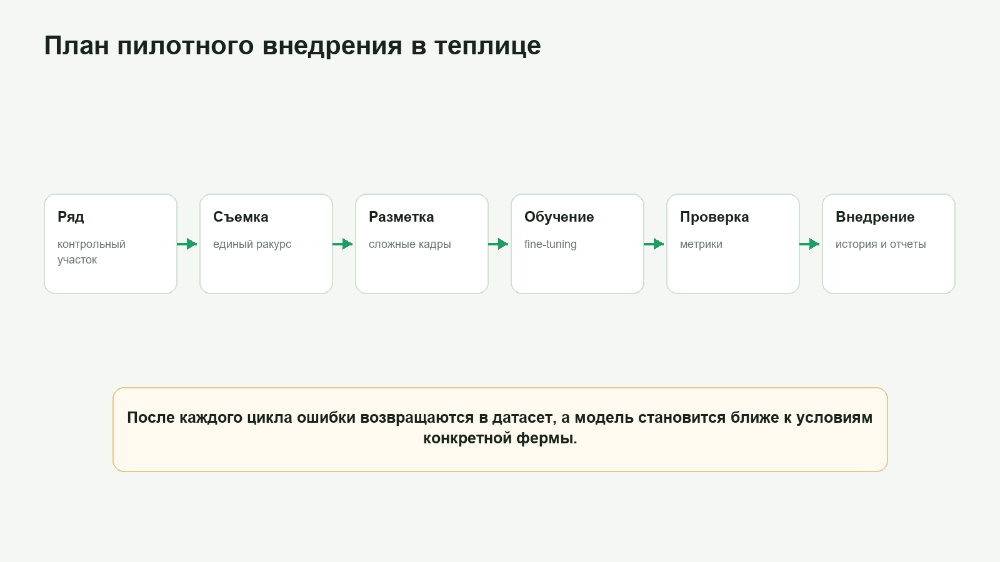 План пилотного внедрения в теплице
Ряд
контрольный
участок
Съемка
единый ракурс
Разметка
сложные кадры
Обучение
fine-tuning
Проверка
метрики
Внедрение
история и отчеты
После каждого цикла ошибки возвращаются в датасет, а модель становится ближе к условиям
конкретной фермы.